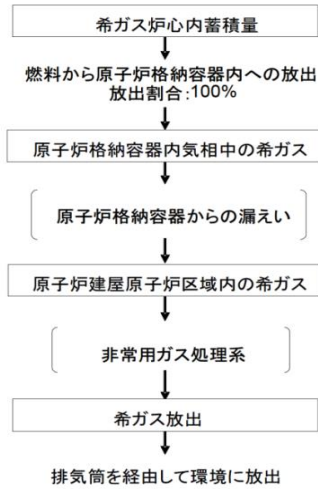 希ガス炉心内蓄積量
燃料から原子炉格納容器内への放出
放出割合：100%
原子炉格納容器内気相中の希ガス
原子炉格納容器からの漏えい
原子炉建屋原子炉区域内の希ガス
非常用ガス処理系
希ガス放出
排気筒を経由して環境に放出